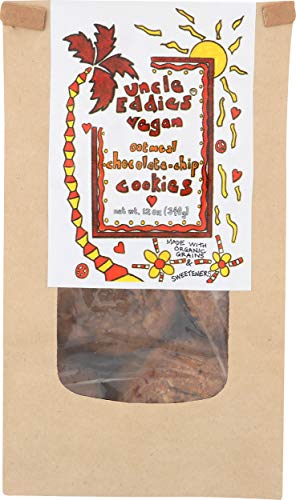 uncle
Eddies
vegan
oatmeal
chocolate-chip
cookies
net wt. 12 oz (340g)
MADE WITH
ORGANIC
GRAINS
&
SWEETENERS